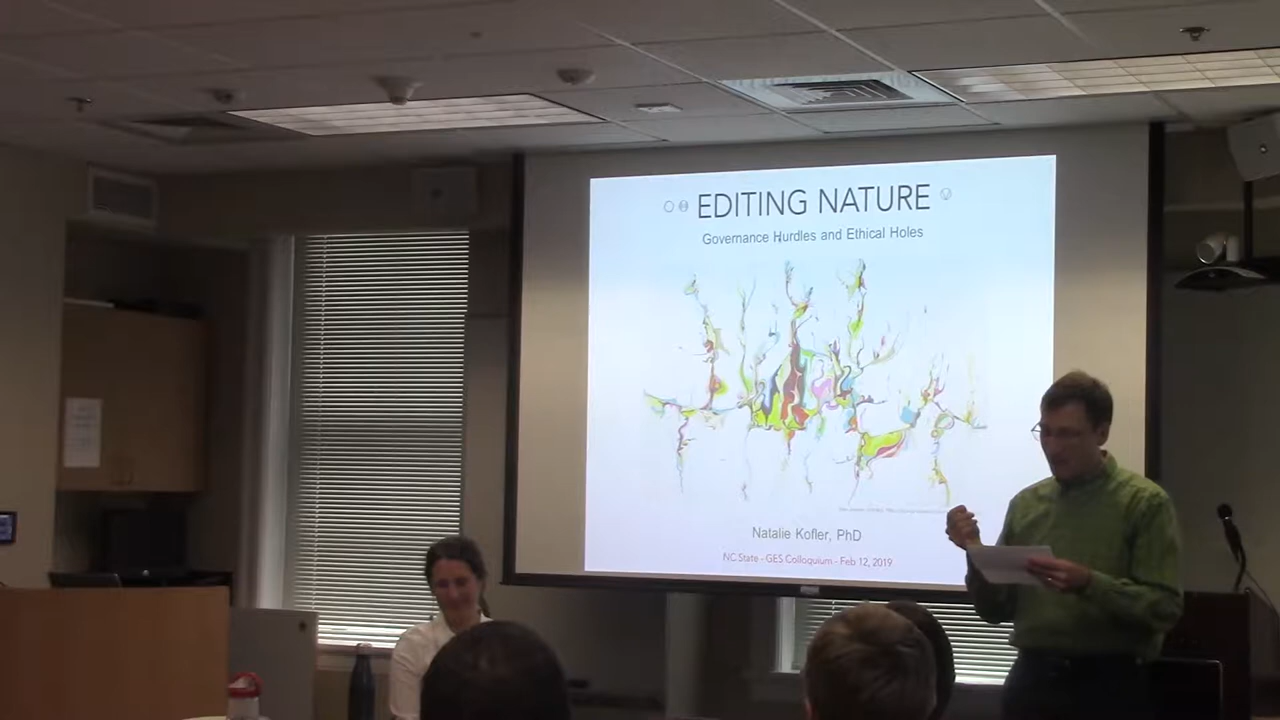 EDITING NATURE
Governance Hurdles and Ethical Holes
Natalie Kofler, PhD
NC State - GES Colloquium - Feb 12, 2019